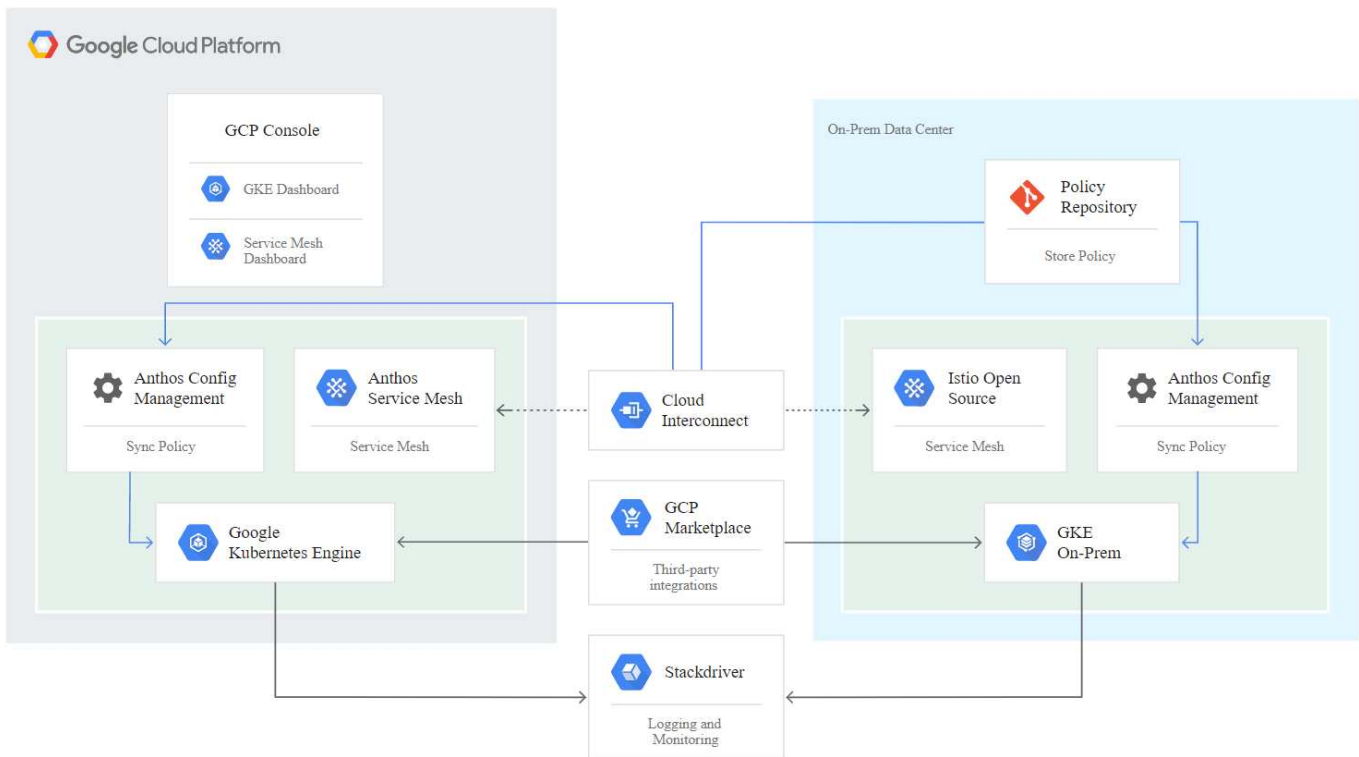 Google Cloud Platform
GCP Console
GKE Dashboard
Service Mesh
Dashboard
On-Prem Data Center
Policy
Repository
Store Policy
Anthos Config
Management
Sync Policy
Anthos
Service Mesh
Service Mesh
Cloud
Interconnect
Istio Open
Source
Service Mesh
Anthos Config
Management
Sync Policy
Google
Kubernetes Engine
GCP
Marketplace
Third-party
integrations
GKE
On-Prem
Stackdriver
Logging and
Monitoring